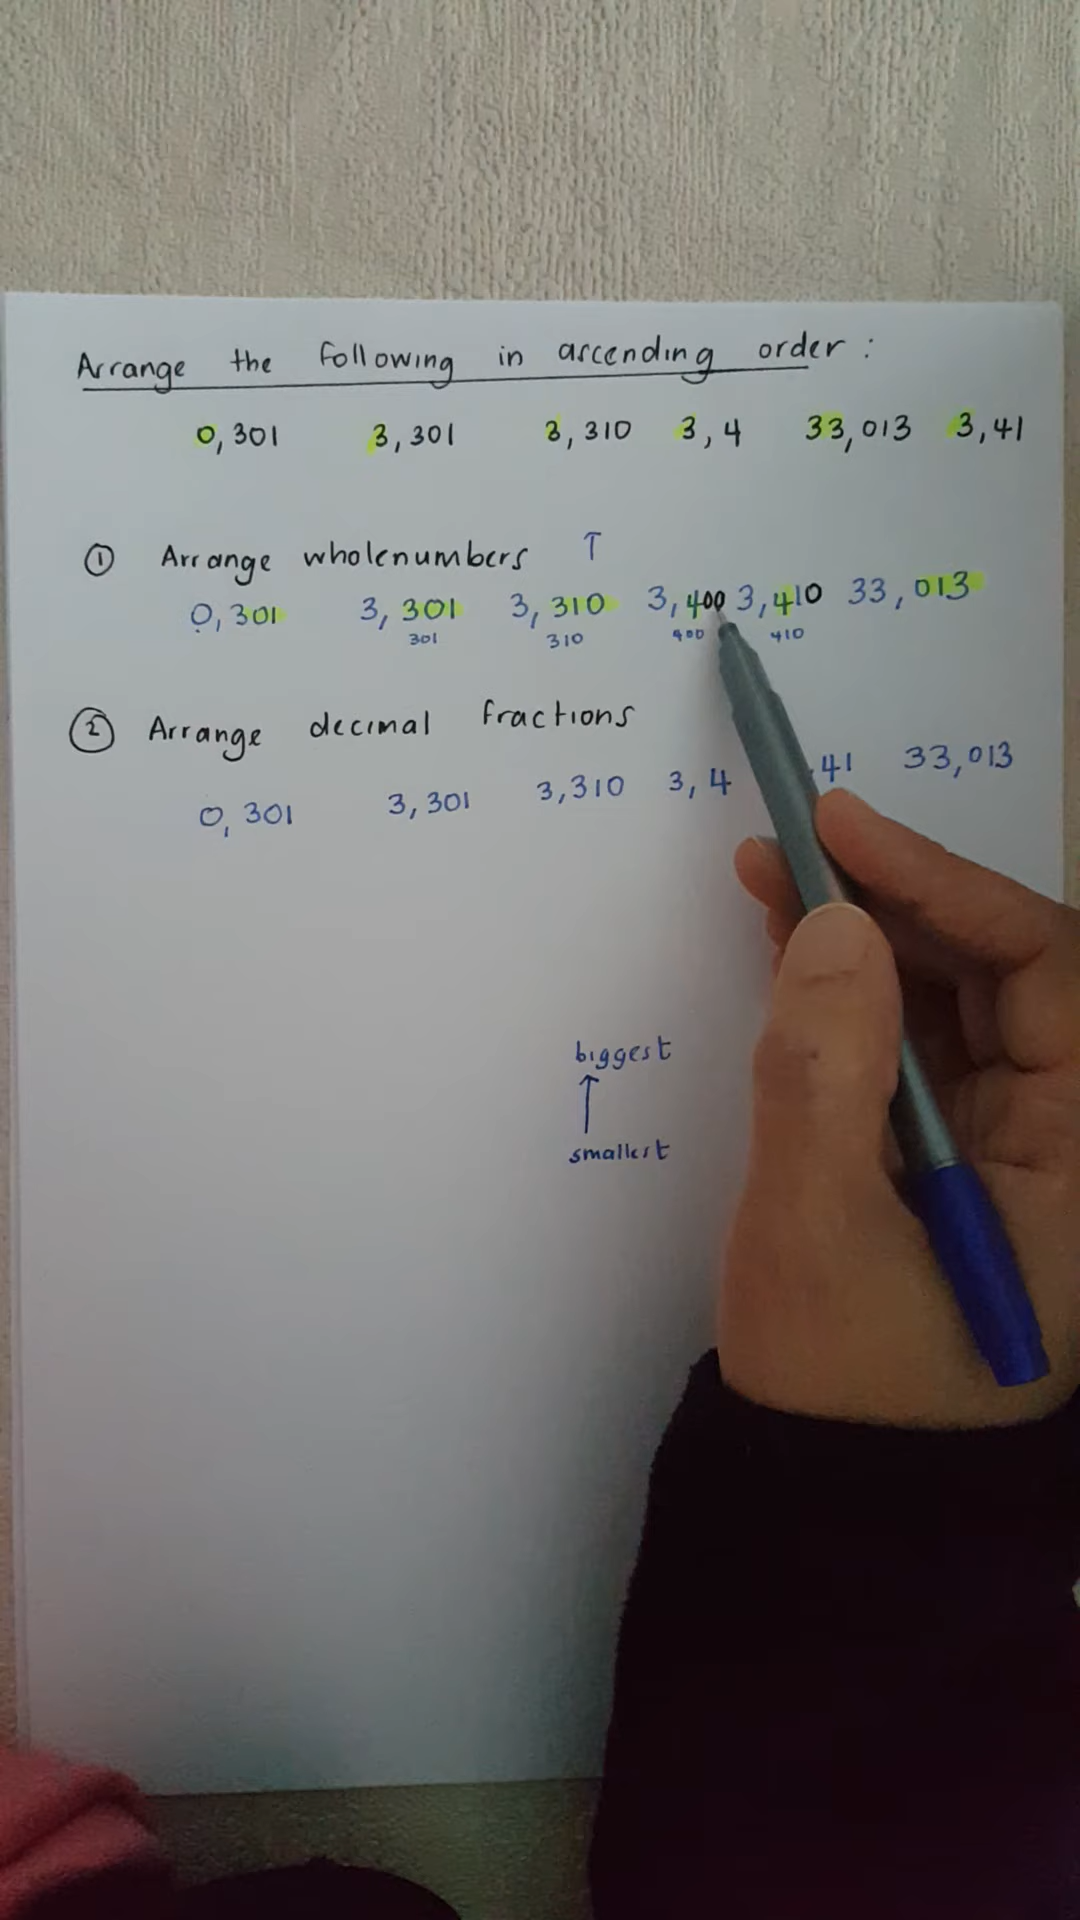 Arrange the following in ascending order :
0,301 3,301 3,310 3,4 33,013 3,41
① Arrange wholenumbers ↑
0,301 3,301 3,310 3,400 3,410 33,013
301 310 400 410
② Arrange decimal fractions
0,301 3,301 3,310 3,4 ,41 33,013
biggest
↑
smallest